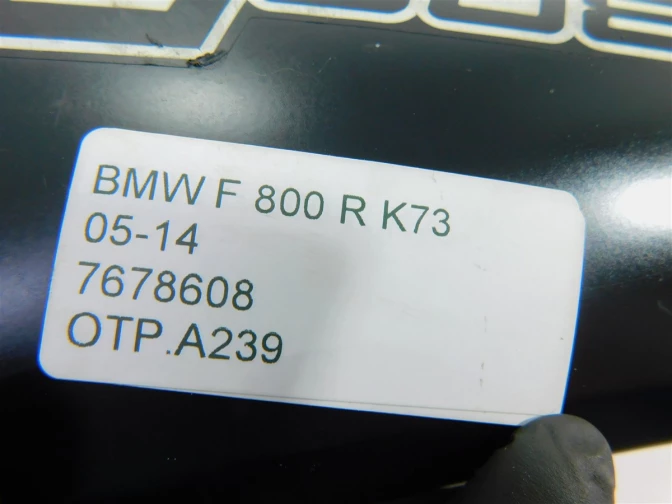 BMW F 800 R K73
05-14
7678608
OTP.A239